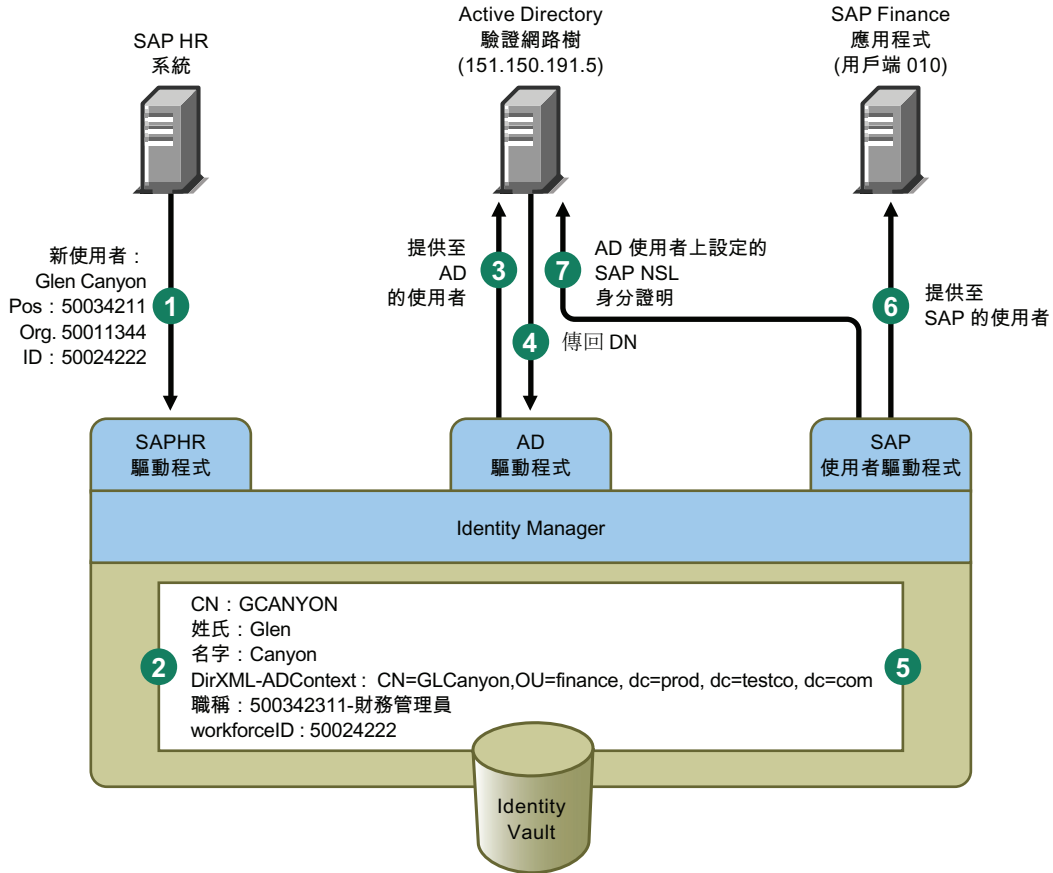 SAP HR
系統
Active Directory
驗證網路樹
(151.150.191.5)
SAP Finance
應用程式
(用戶端 010)
新使用者：
Glen Canyon
Pos：50034211
Org. 50011344
ID：50024222
1
提供至
AD
的使用者
3
7
AD 使用者上設定的
SAP NSL
身分證明
4
傳回 DN
6
提供至
SAP 的使用者
SAPHR
驅動程式
AD
驅動程式
SAP
使用者驅動程式
Identity Manager
2
CN：GCANYON
姓氏：Glen
名字：Canyon
DirXML-ADContext : CN=GLCanyon,OU=finance, dc=prod, dc=testco, dc=com
職稱：500342311-財務管理員
workforceID : 50024222
5
Identity
Vault